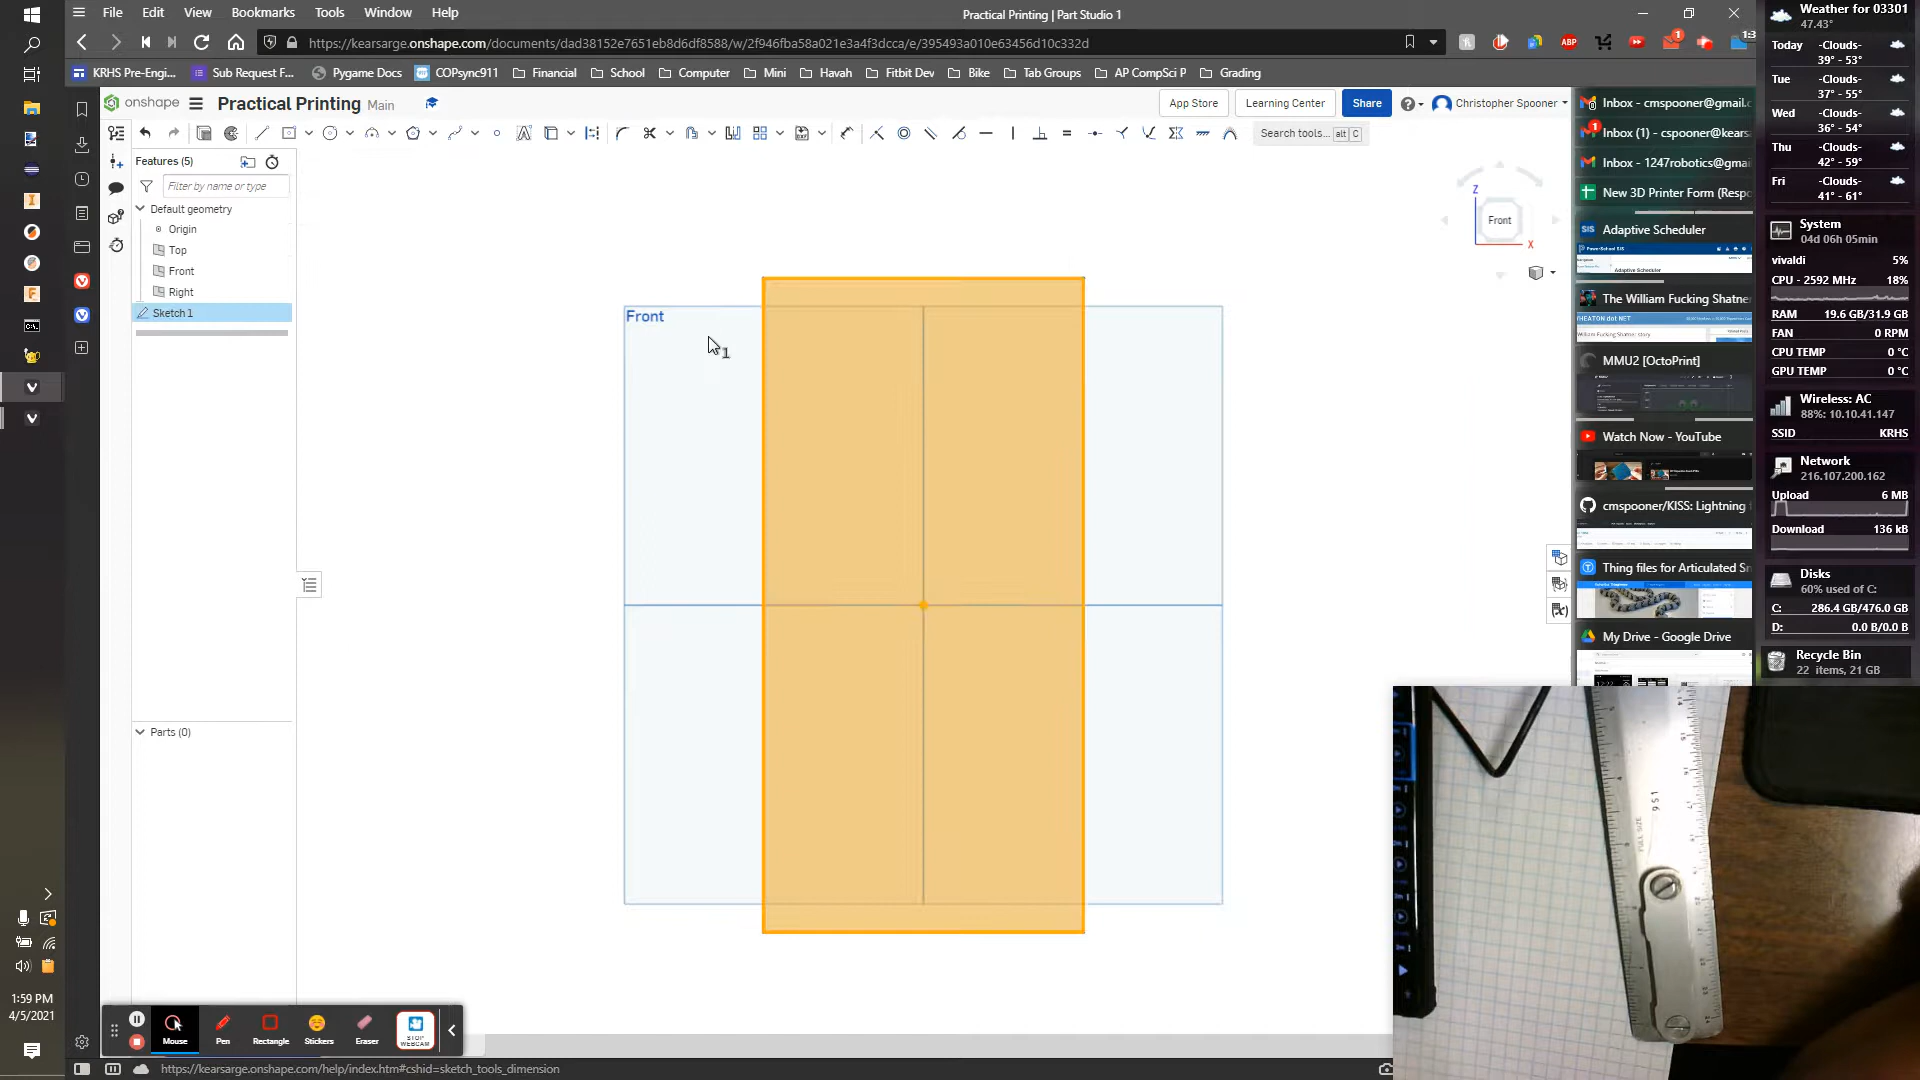 File Edit View Bookmarks Tools Window Help
Practical Printing | Part Studio 1
https://kearsarge.onshape.com/documents/dad38152e7651eb8d6df8588/w/2f946fba58a021e3a4f3dcca/e/395493a010e63456d10c332d
ABP
KRHS Pre-Engi... Sub Request F... Pygame Docs COPsync911 Financial School Computer Mini Havah Fitbit Dev Bike Tab Groups AP CompSci P Grading
onshape Practical Printing Main
App Store Learning Center Share Christopher Spooner
Search tools... alt C
Features (5)
Filter by name or type
Default geometry
Origin
Top
Front
Right
Sketch 1
Parts (0)
Front
Z
Front
X
Inbox - cmspooner@gmail.c
Inbox (1) - cspooner@kears
Inbox - 1247robotics@gmai
New 3D Printer Form (Respo
Adaptive Scheduler
The William Fucking Shatner
MMU2 [OctoPrint]
Watch Now - YouTube
cmspooner/KISS: Lightning
Thing files for Articulated Sn
My Drive - Google Drive
Weather for 03301
47.43°
Today -Clouds-
39° - 53°
Tue -Clouds-
37° - 55°
Wed -Clouds-
36° - 54°
Thu -Clouds-
42° - 59°
Fri -Clouds-
41° - 61°
System
04d 06h 05min
vivaldi 5%
CPU - 2592 MHz 18%
RAM 19.6 GB/31.9 GB
FAN 0 RPM
CPU TEMP 0 °C
GPU TEMP 0 °C
Wireless: AC
88%: 10.10.41.147
SSID KRHS
Network
216.107.200.162
Upload 6 MB
Download 136 kB
Disks
60% used of C:
C: 286.4 GB/476.0 GB
D: 0.0 B/0.0 B
Recycle Bin
22 items, 21 GB
Mouse Pen Rectangle Stickers Eraser STOP WEBCAM
1:59 PM
4/5/2021
https://kearsarge.onshape.com/help/index.htm#cshid=sketch_tools_dimension